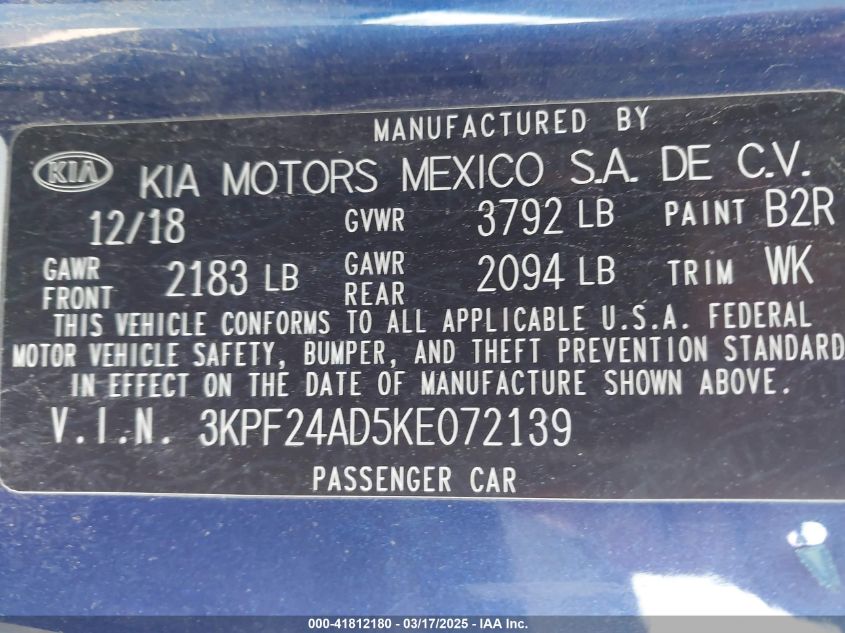 MANUFACTURED BY
KIA KIA MOTORS MEXICO S.A. DE C.V.
12/18 GVWR 3792 LB PAINT B2R
GAWR FRONT 2183 LB GAWR REAR 2094 LB TRIM WK
THIS VEHICLE CONFORMS TO ALL APPLICABLE U.S.A. FEDERAL
MOTOR VEHICLE SAFETY, BUMPER, AND THEFT PREVENTION STANDARD
IN EFFECT ON THE DATE OF MANUFACTURE SHOWN ABOVE.
V.I.N. 3KPF24AD5KE072139
PASSENGER CAR
000-41812180 - 03/17/2025 - IAA Inc.